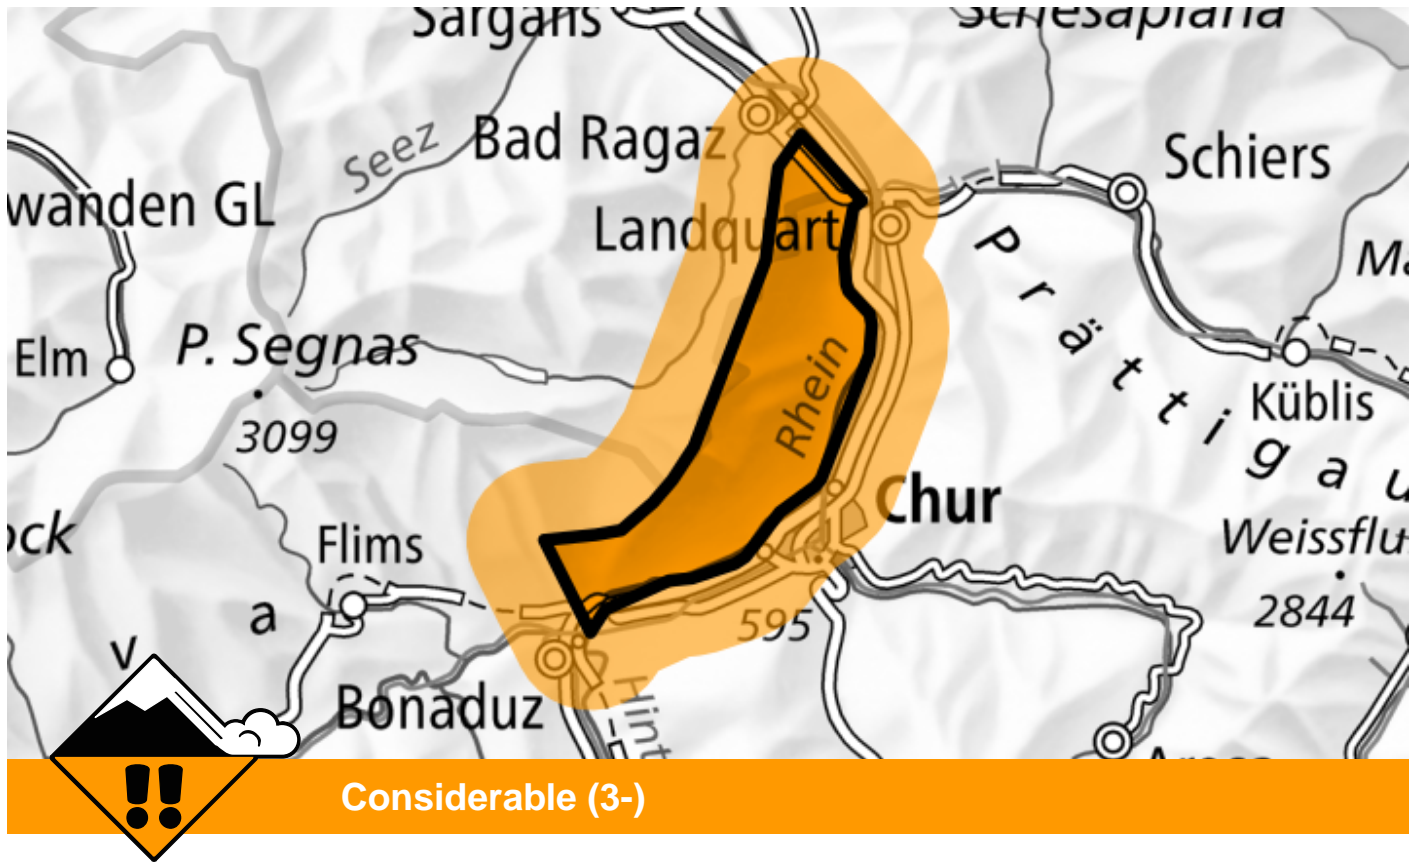 Sargans
Schesaplana
Bad Ragaz
Seez
Schiers
wanden GL
Landquart
Prättigau
Elm
P. Segnas
3099
Rhein
Küblis
Chur
Flims
Weissflu
2844
a
v
595
Bonaduz
Hint
!!
Considerable (3-)